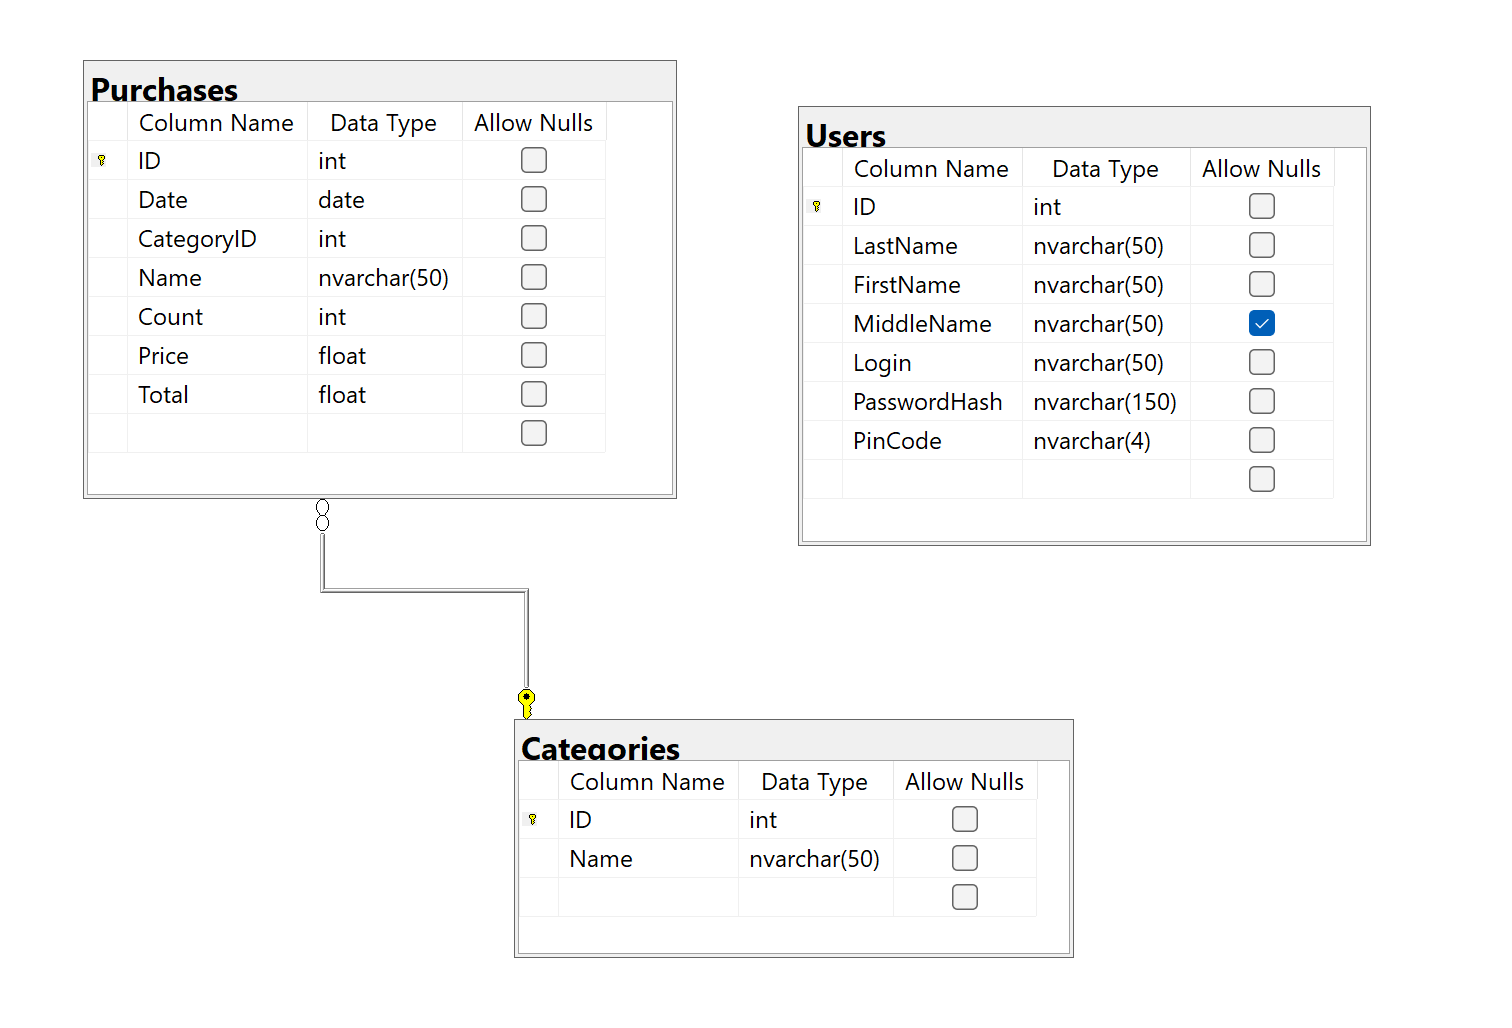 Purchases
Column Name Data Type Allow Nulls
ID int
Date date
CategoryID int
Name nvarchar(50)
Count int
Price float
Total float
Users
Column Name Data Type Allow Nulls
ID int
LastName nvarchar(50)
FirstName nvarchar(50)
MiddleName nvarchar(50)
Login nvarchar(50)
PasswordHash nvarchar(150)
PinCode nvarchar(4)
Categories
Column Name Data Type Allow Nulls
ID int
Name nvarchar(50)